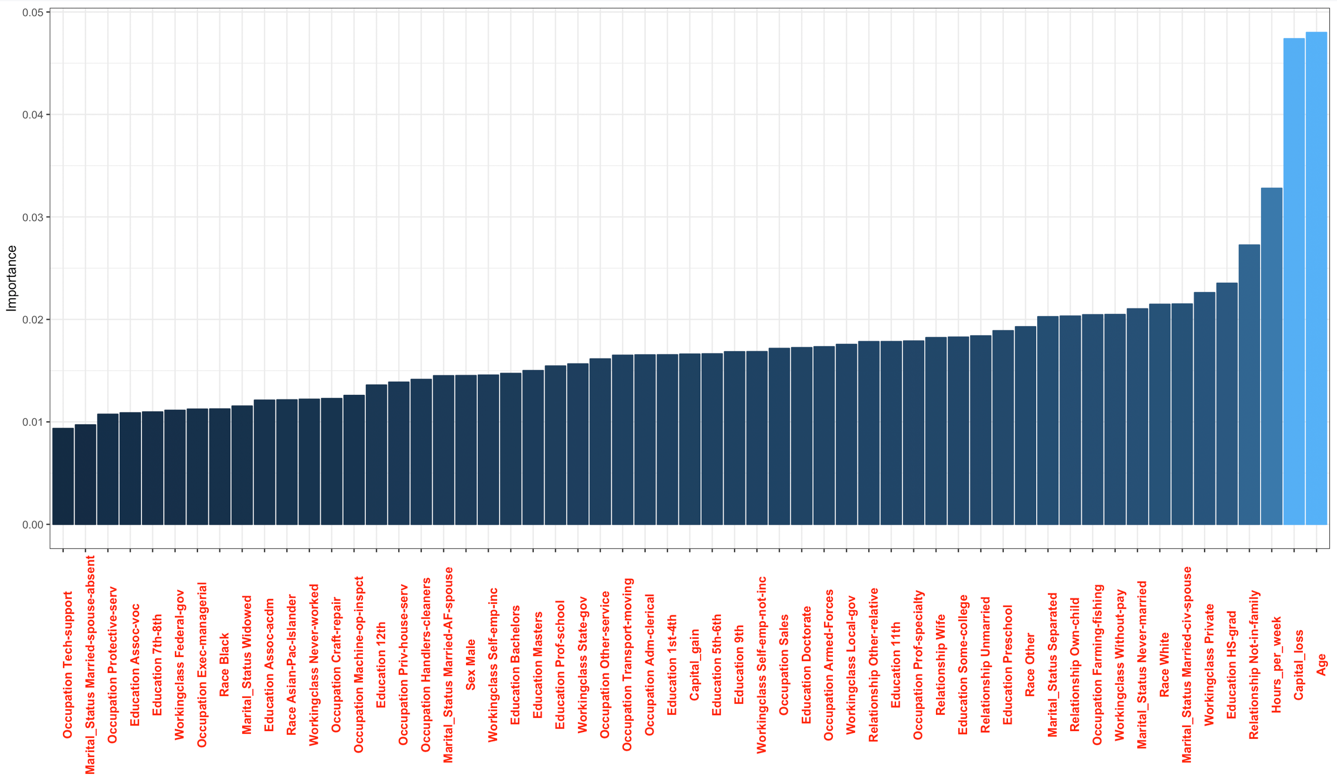 0.05
0.04
0.03
0.02
0.01
0.00
Importance
Occupation Tech-support
Marital_Status Married-spouse-absent
Occupation Protective-serv
Education Assoc-voc
Education 7th-8th
Workingclass Federal-gov
Occupation Exec-managerial
Race Black
Marital_Status Widowed
Education Assoc-acdm
Race Asian-Pac-Islander
Workingclass Never-worked
Occupation Craft-repair
Occupation Machine-op-inspct
Education 12th
Occupation Priv-house-serv
Occupation Handlers-cleaners
Marital_Status Married-AF-spouse
Sex Male
Workingclass Self-emp-inc
Education Bachelors
Education Masters
Education Prof-school
Workingclass State-gov
Occupation Other-service
Occupation Transport-moving
Occupation Adm-clerical
Education 1st-4th
Capital_gain
Education 5th-6th
Education 9th
Workingclass Self-emp-not-inc
Occupation Sales
Education Doctorate
Occupation Armed-Forces
Workingclass Local-gov
Relationship Other-relative
Education 11th
Occupation Prof-specialty
Relationship Wife
Education Some-college
Relationship Unmarried
Education Preschool
Race Other
Marital_Status Separated
Relationship Own-child
Occupation Farming-fishing
Workingclass Without-pay
Marital_Status Never-married
Race White
Marital_Status Married-civ-spouse
Workingclass Private
Education HS-grad
Relationship Not-in-family
Hours_per_week
Capital_loss
Age